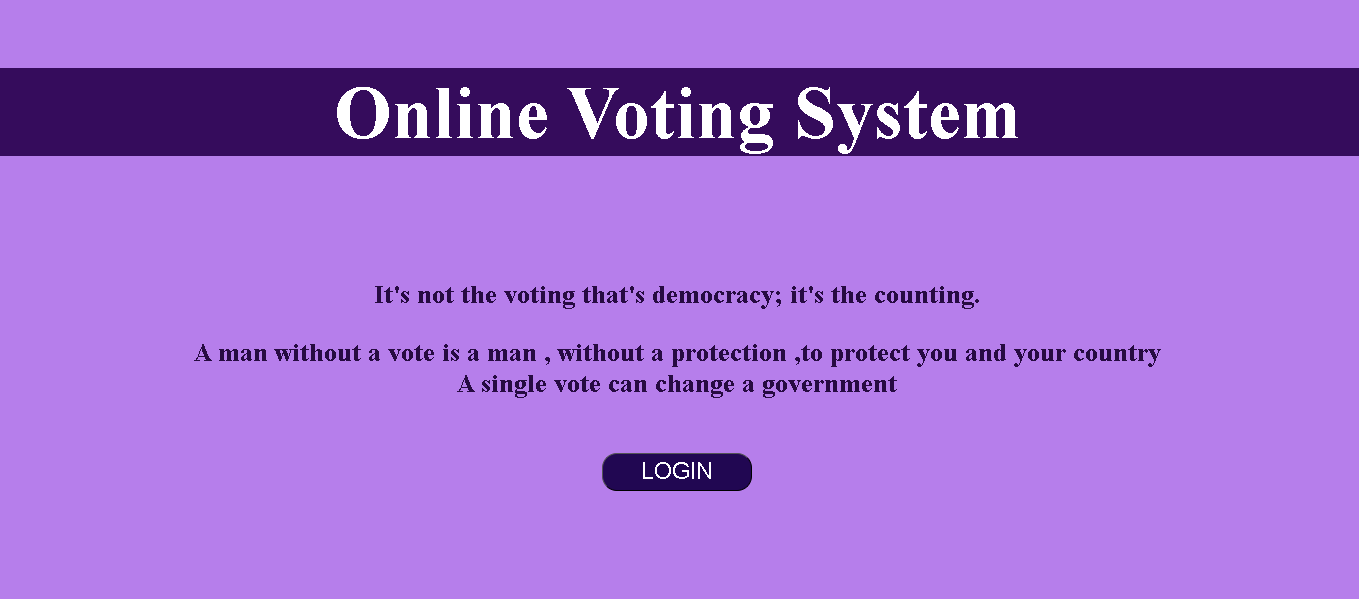 Online Voting System
It's not the voting that's democracy; it's the counting.
A man without a vote is a man , without a protection ,to protect you and your country
A single vote can change a government
LOGIN